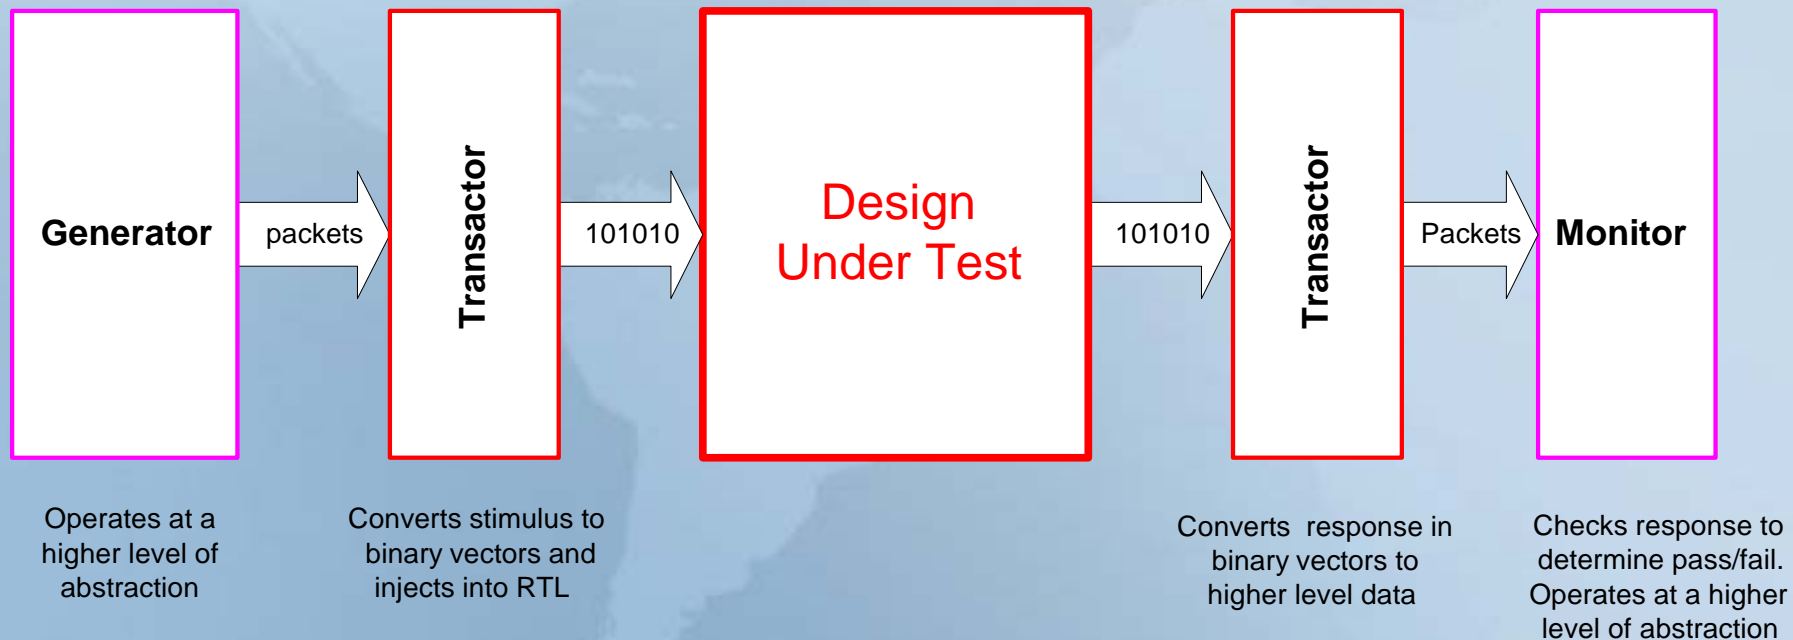 Generator
packets
Transactor
101010
Design
Under Test
101010
Transactor
Packets
Monitor
Operates at a
higher level of
abstraction
Converts stimulus to
binary vectors and
injects into RTL
Converts response in
binary vectors to
higher level data
Checks response to
determine pass/fail.
Operates at a higher
level of abstraction